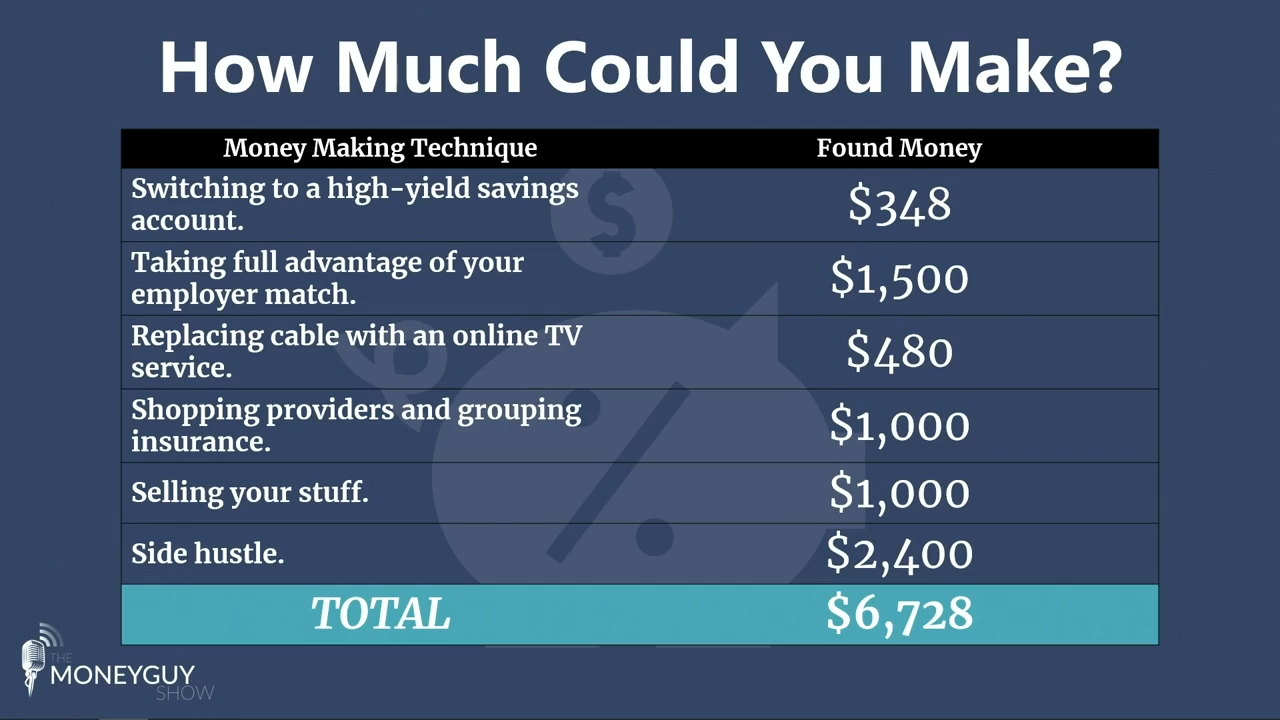 How Much Could You Make?
Money Making Technique Found Money
Switching to a high-yield savings
account.
$348
Taking full advantage of your
employer match.
$1,500
Replacing cable with an online TV
service.
$480
Shopping providers and grouping
insurance.
$1,000
Selling your stuff. $1,000
Side hustle. $2,400
TOTAL $6,728
THE
MONEYGUY
SHOW